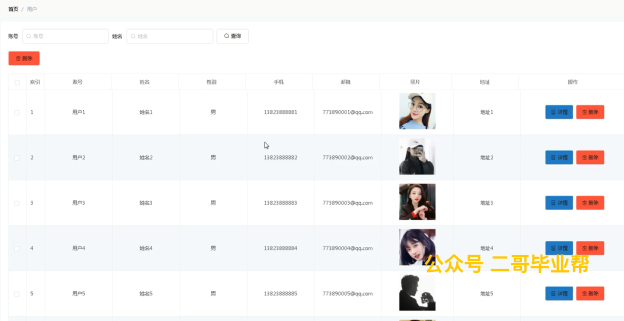 首页 / 用户
账号 账号 姓名 姓名 查询
删除
索引 账号 姓名 性别 手机 邮箱 照片 地址 操作
1 用户1 姓名1 男 13823888881 773890001@qq.com 地址1 详情 删除
2 用户2 姓名2 男 13823888882 773890002@qq.com 地址2 详情 删除
3 用户3 姓名3 男 13823888883 773890003@qq.com 地址3 详情 删除
4 用户4 姓名4 男 13823888884 773890004@qq.com 地址4 详情 删除
公众号 二哥毕业帮
5 用户5 姓名5 男 13823888885 773890005@qq.com 地址5 详情 删除